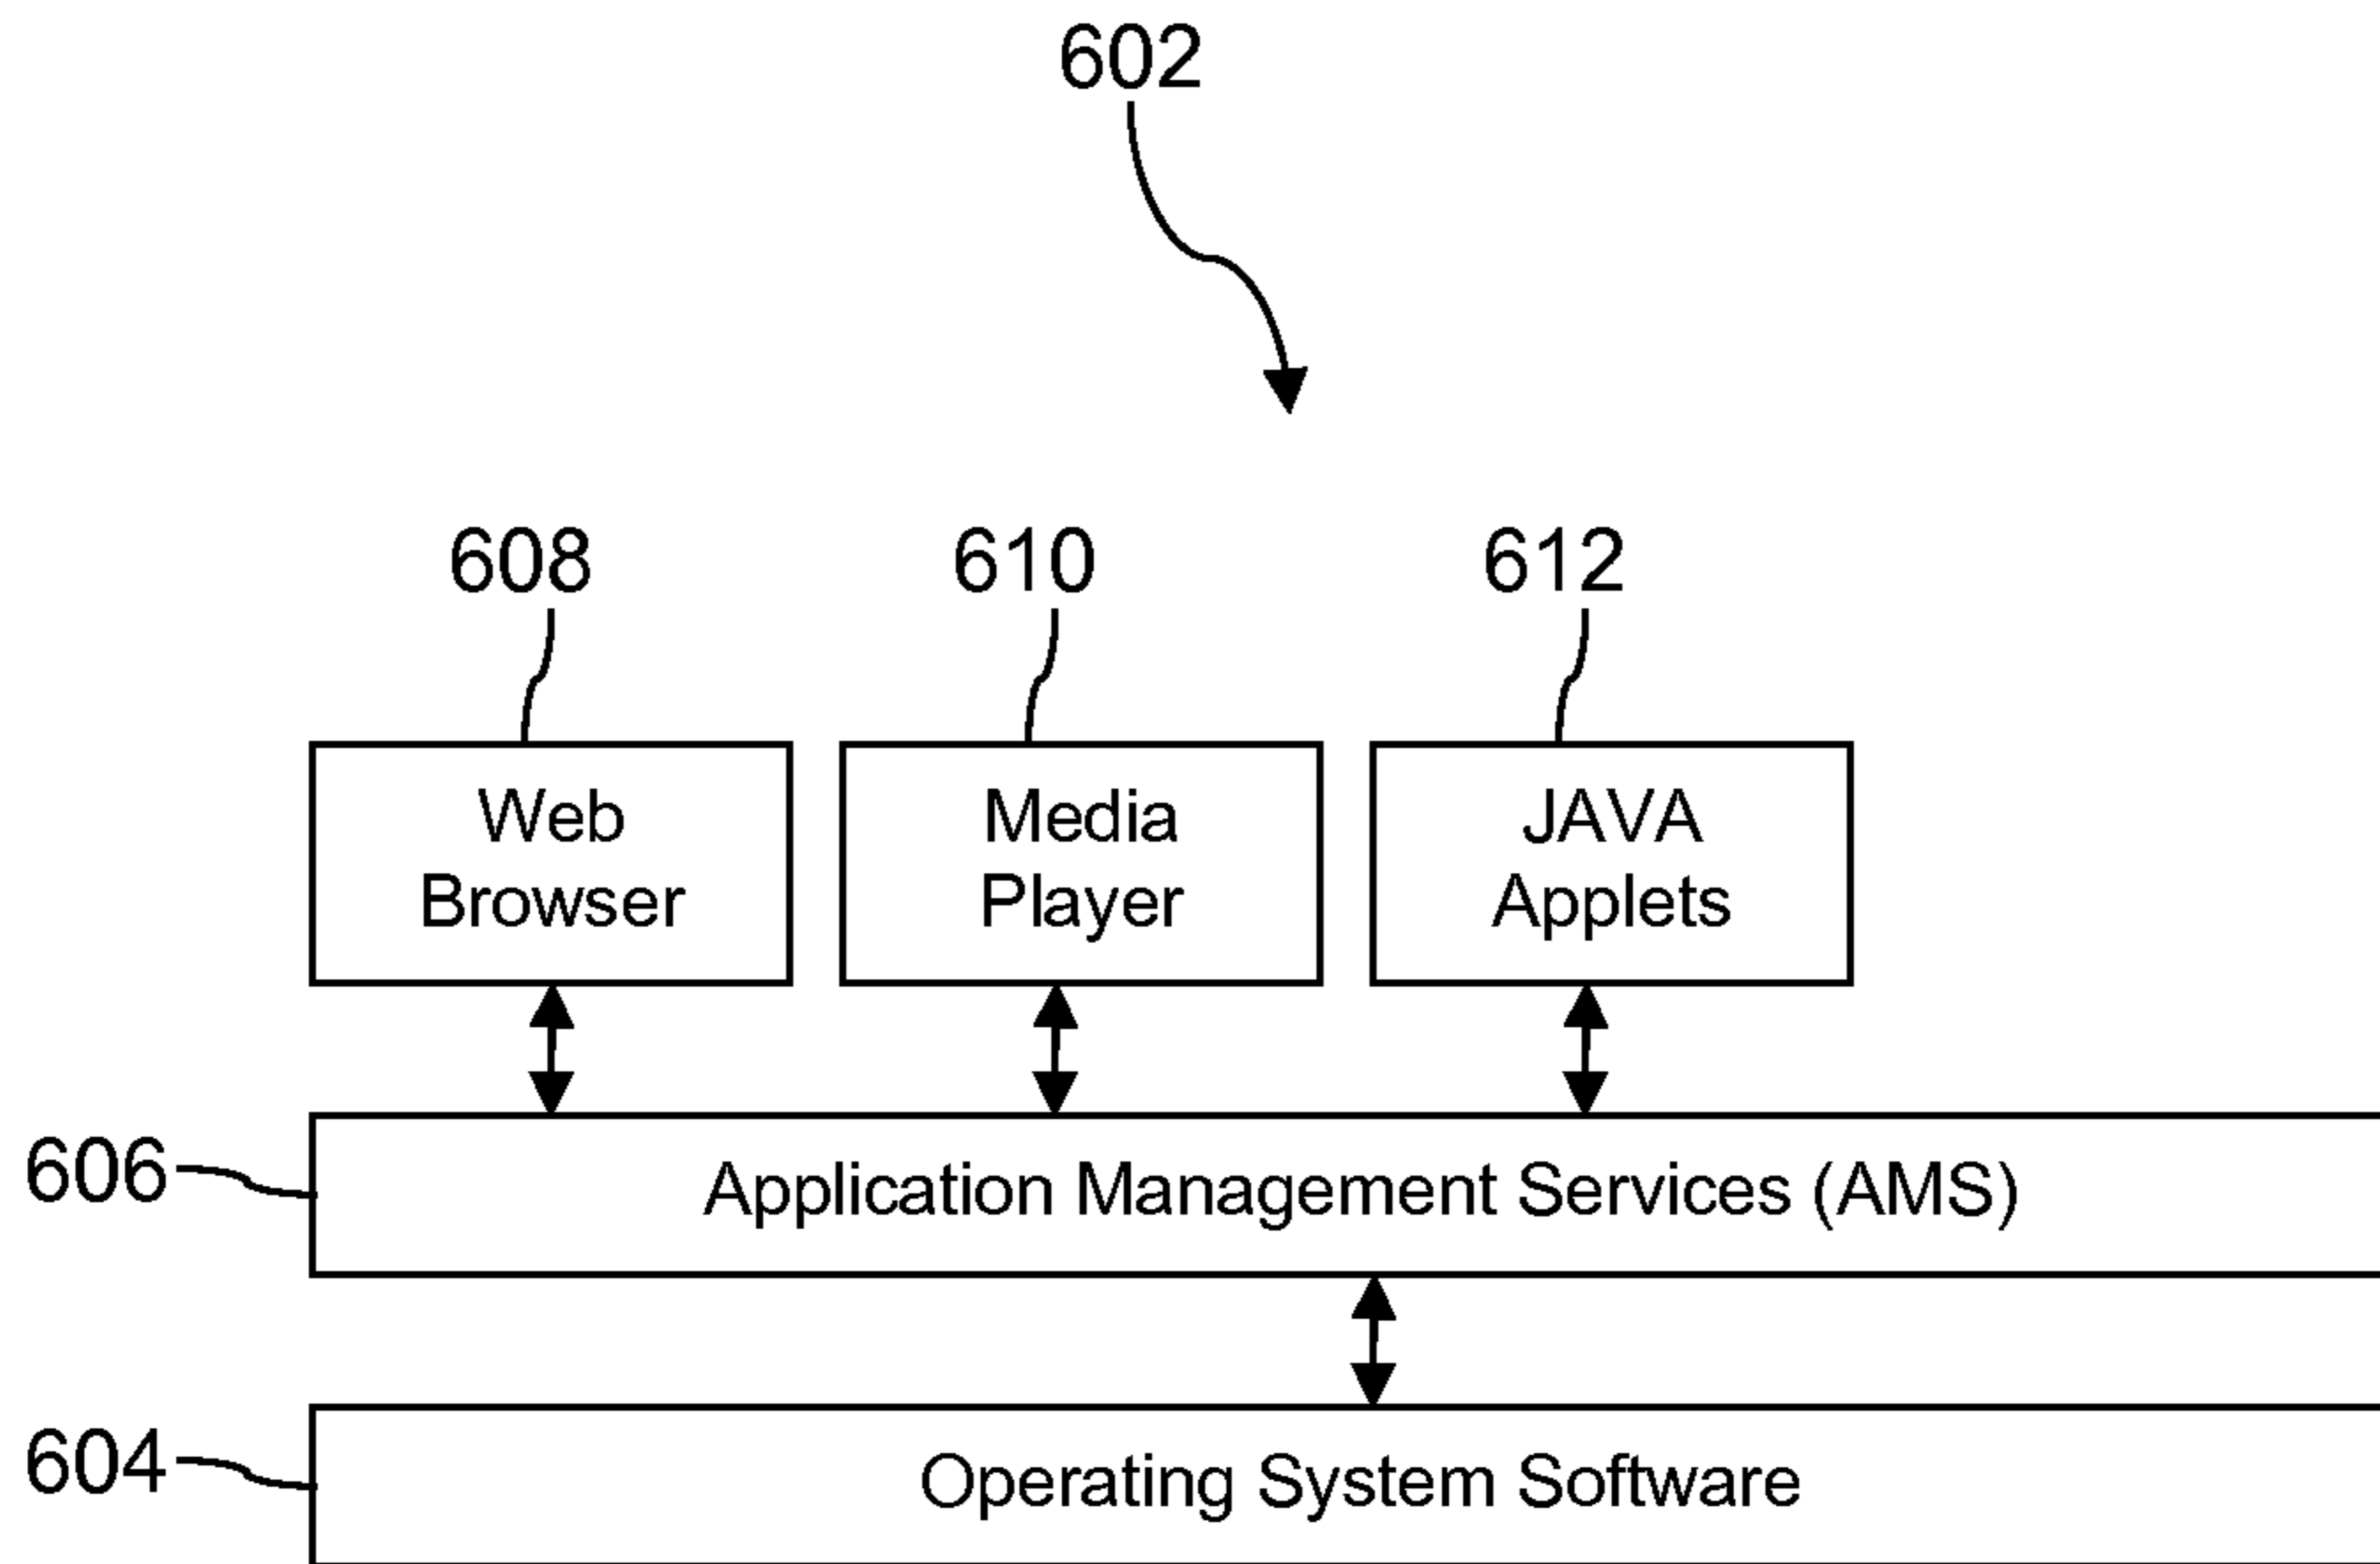 602
608
610
612
Web
Browser
Media
Player
JAVA
Applets
606
Application Management Services (AMS)
604
Operating System Software